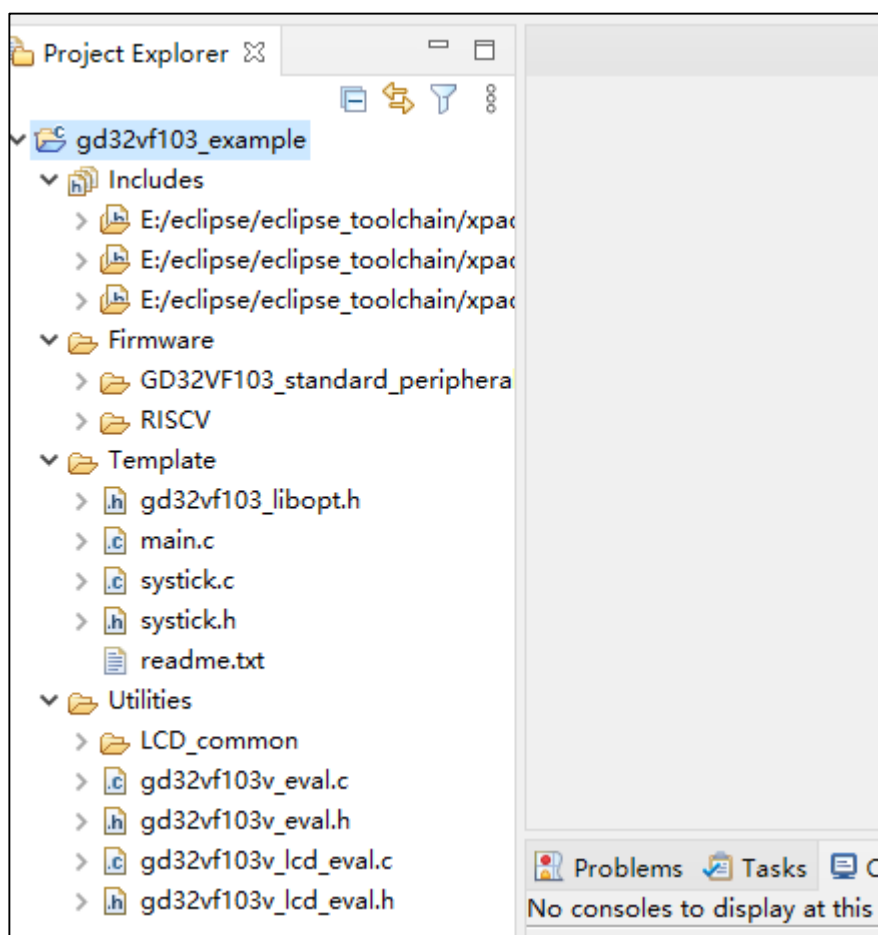 Project Explorer
gd32vf103_example
Includes
E:/eclipse/eclipse_toolchain/xpac
E:/eclipse/eclipse_toolchain/xpac
E:/eclipse/eclipse_toolchain/xpac
Firmware
GD32VF103_standard_periphera
RISCV
Template
gd32vf103_libopt.h
main.c
systick.c
systick.h
readme.txt
Utilities
LCD_common
gd32vf103v_eval.c
gd32vf103v_eval.h
gd32vf103v_lcd_eval.c
gd32vf103v_lcd_eval.h
Problems Tasks C
No consoles to display at this